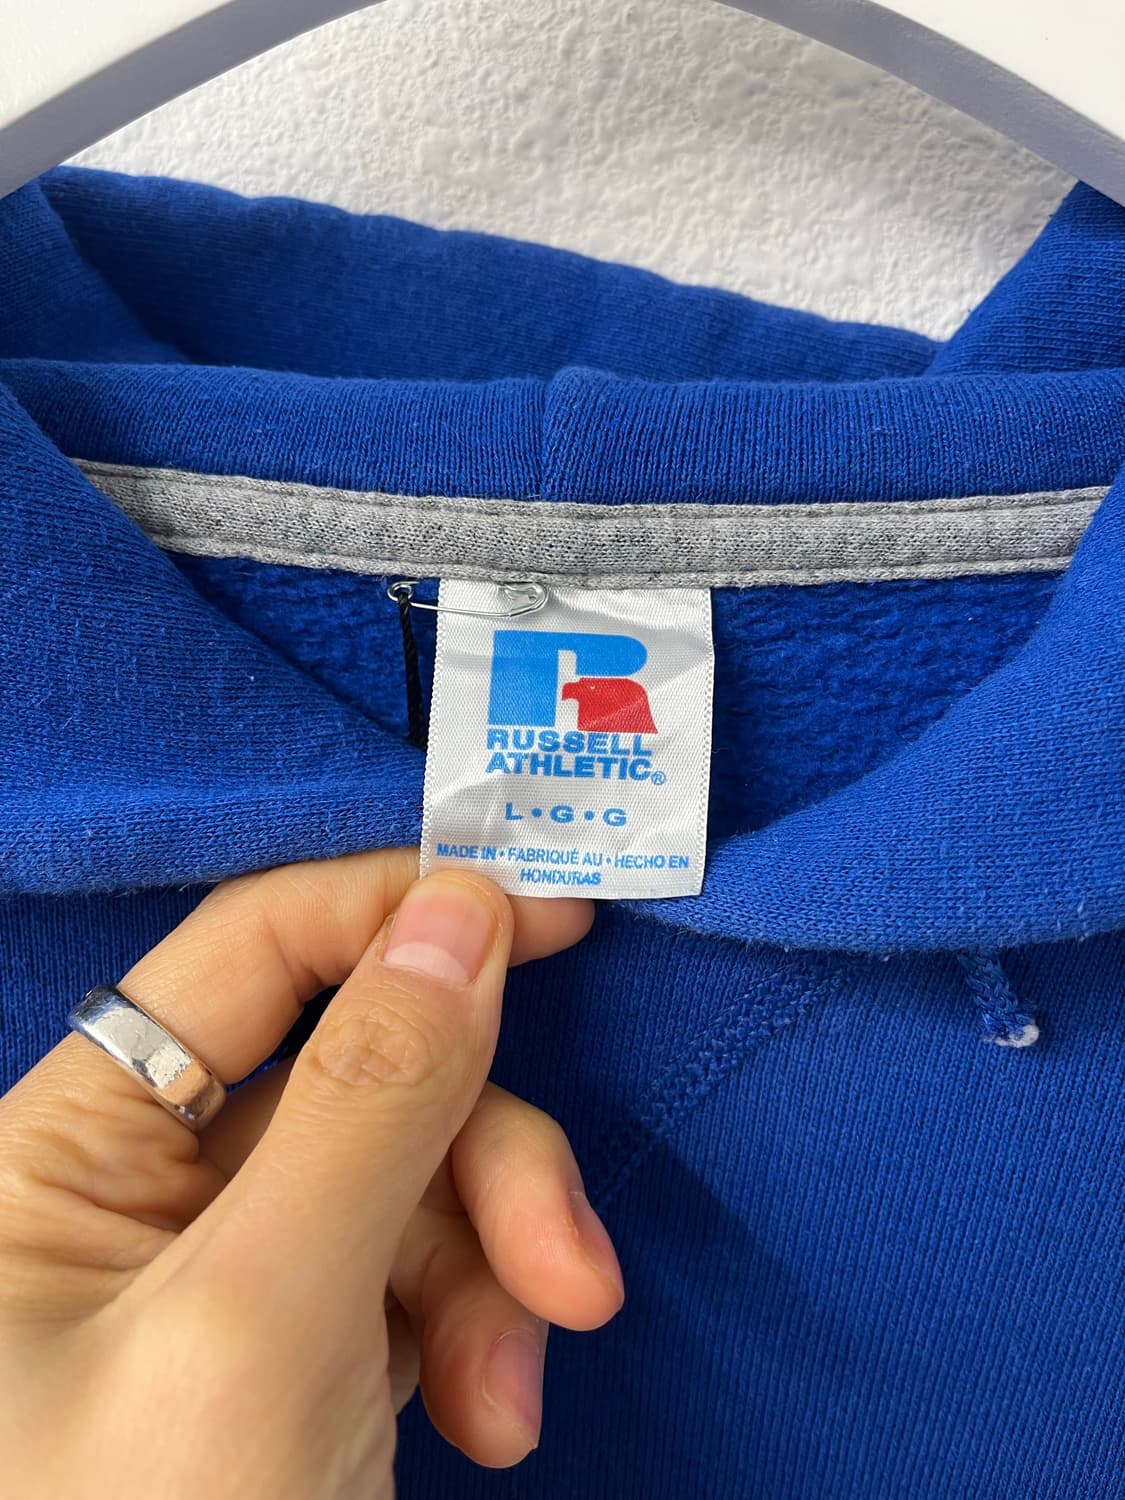 RUSSELL
ATHLETIC®
L•G•G
MADE IN • FABRIQUÉ AU • HECHO EN
HONDURAS